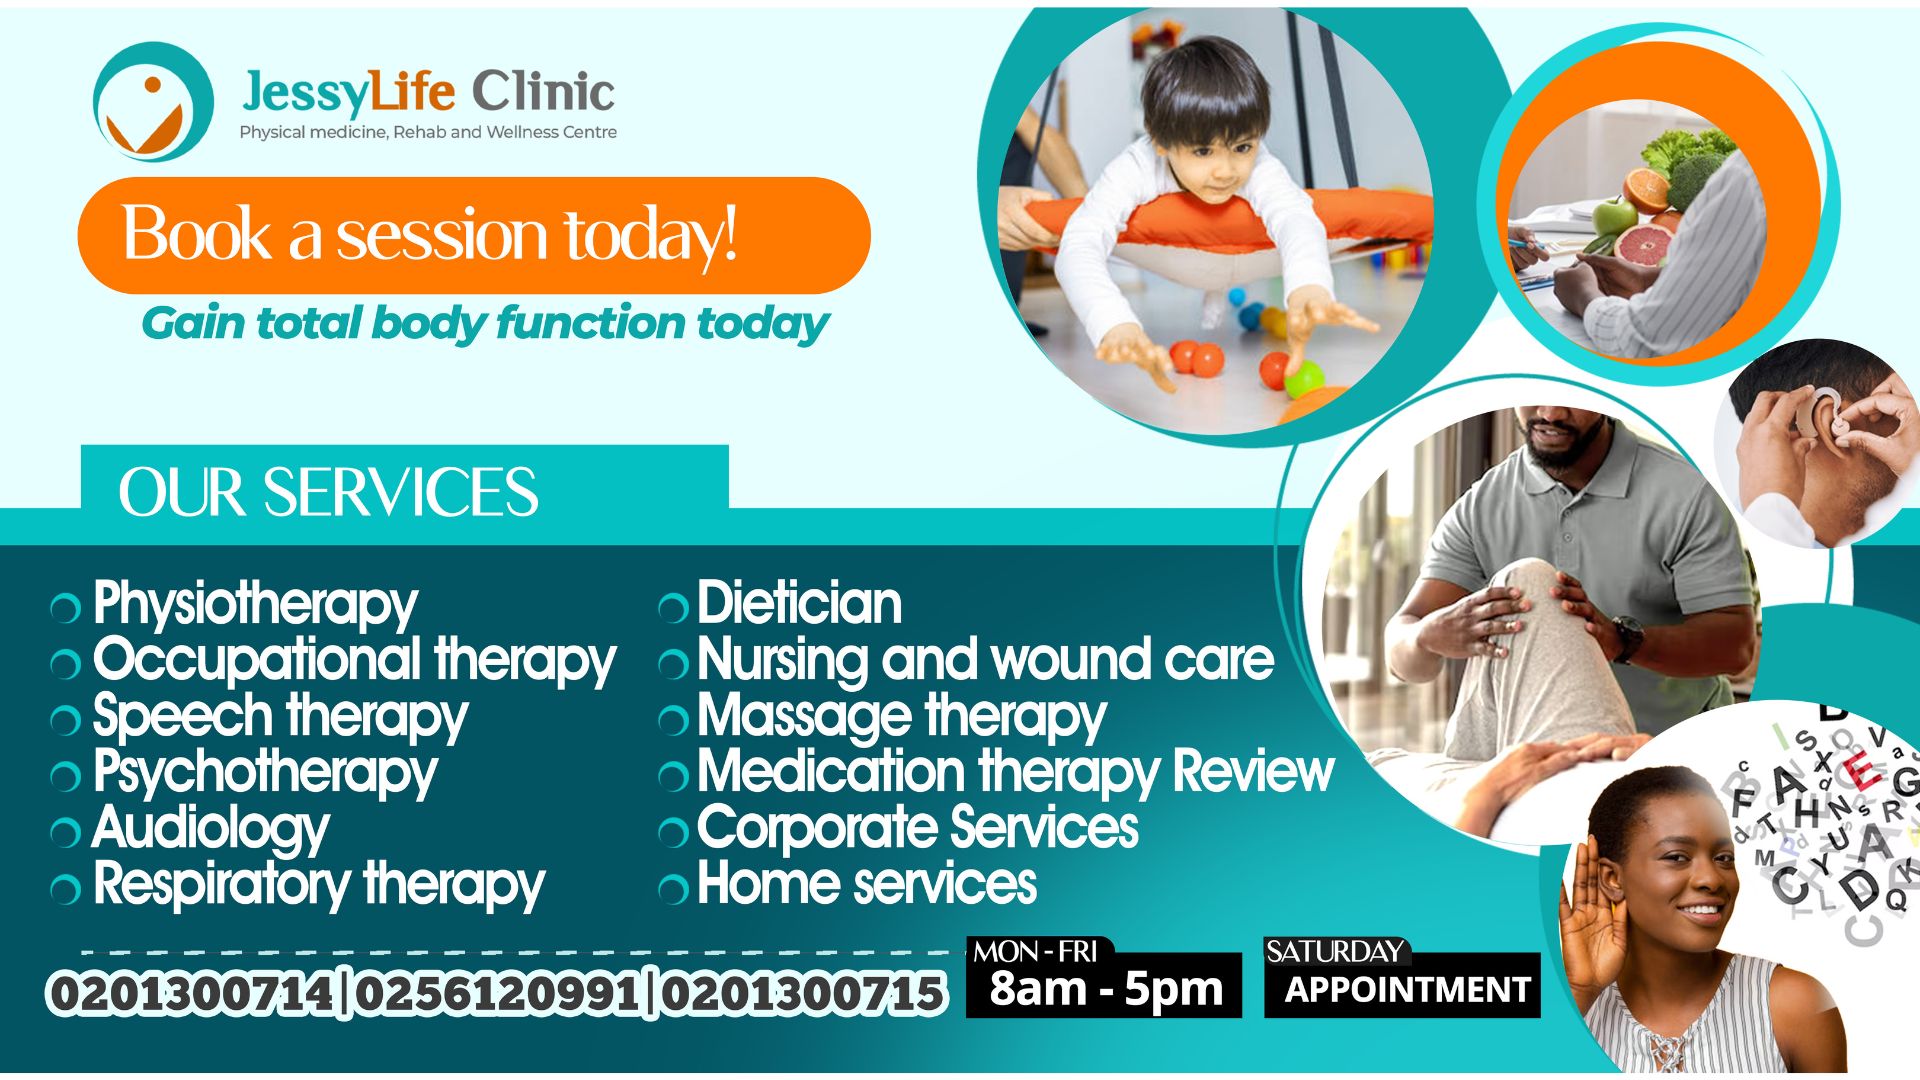 JessyLife Clinic
Physical medicine, Rehab and Wellness Centre
Book a session today!
Gain total body function today
OUR SERVICES
Physiotherapy
Occupational therapy
Speech therapy
Psychotherapy
Audiology
Respiratory therapy
Dietician
Nursing and wound care
Massage therapy
Medication therapy Review
Corporate Services
Home services
0201300714|0256120991|0201300715
MON - FRI
8am - 5pm
SATURDAY
APPOINTMENT